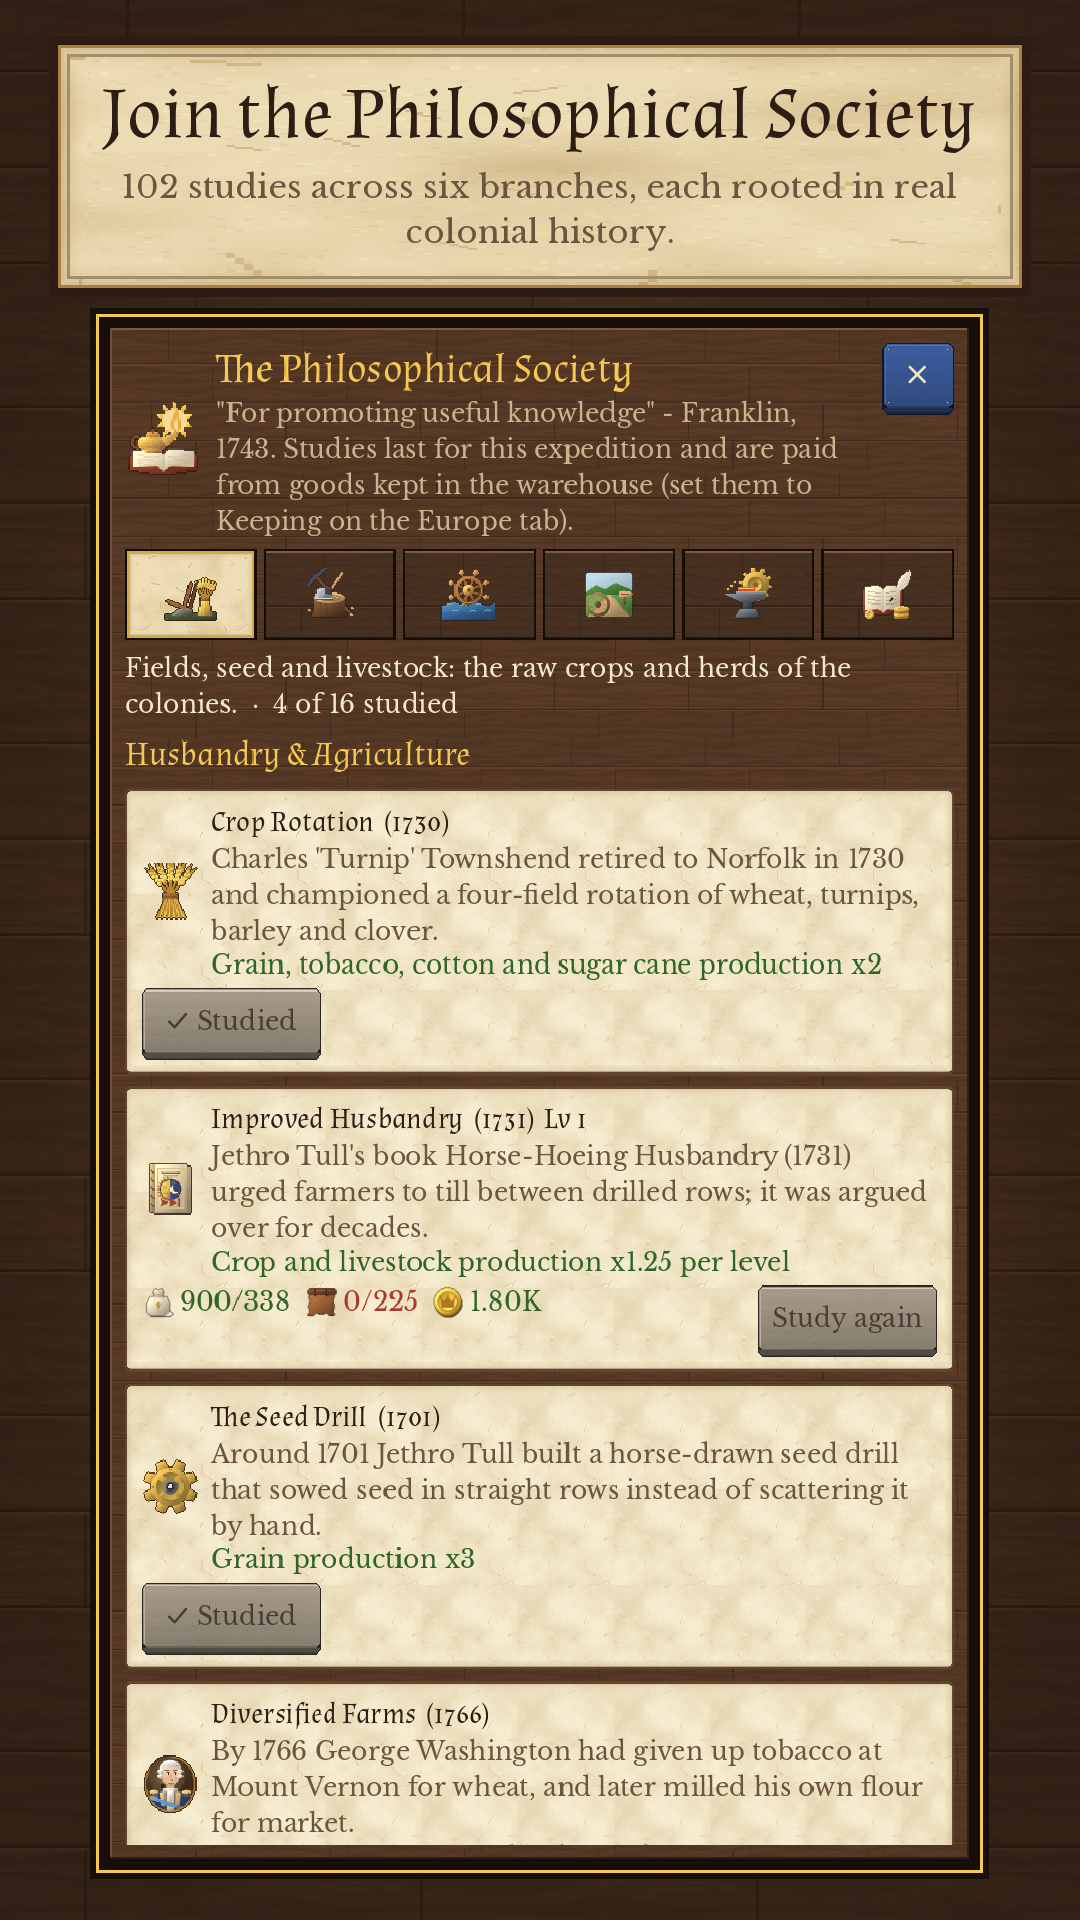 Join the Philosophical Society
102 studies across six branches, each rooted in real
colonial history.
The Philosophical Society
"For promoting useful knowledge" - Franklin,
1743. Studies last for this expedition and are paid
from goods kept in the warehouse (set them to
Keeping on the Europe tab).
Fields, seed and livestock: the raw crops and herds of the
colonies. · 4 of 16 studied
Husbandry & Agriculture
Crop Rotation (1730)
Charles 'Turnip' Townshend retired to Norfolk in 1730
and championed a four-field rotation of wheat, turnips,
barley and clover.
Grain, tobacco, cotton and sugar cane production x2
✓ Studied
Improved Husbandry (1731) Lv 1
Jethro Tull's book Horse-Hoeing Husbandry (1731)
urged farmers to till between drilled rows; it was argued
over for decades.
Crop and livestock production x1.25 per level
900/338 0/225 1.80K
Study again
The Seed Drill (1701)
Around 1701 Jethro Tull built a horse-drawn seed drill
that sowed seed in straight rows instead of scattering it
by hand.
Grain production x3
✓ Studied
Diversified Farms (1766)
By 1766 George Washington had given up tobacco at
Mount Vernon for wheat, and later milled his own flour
for market.